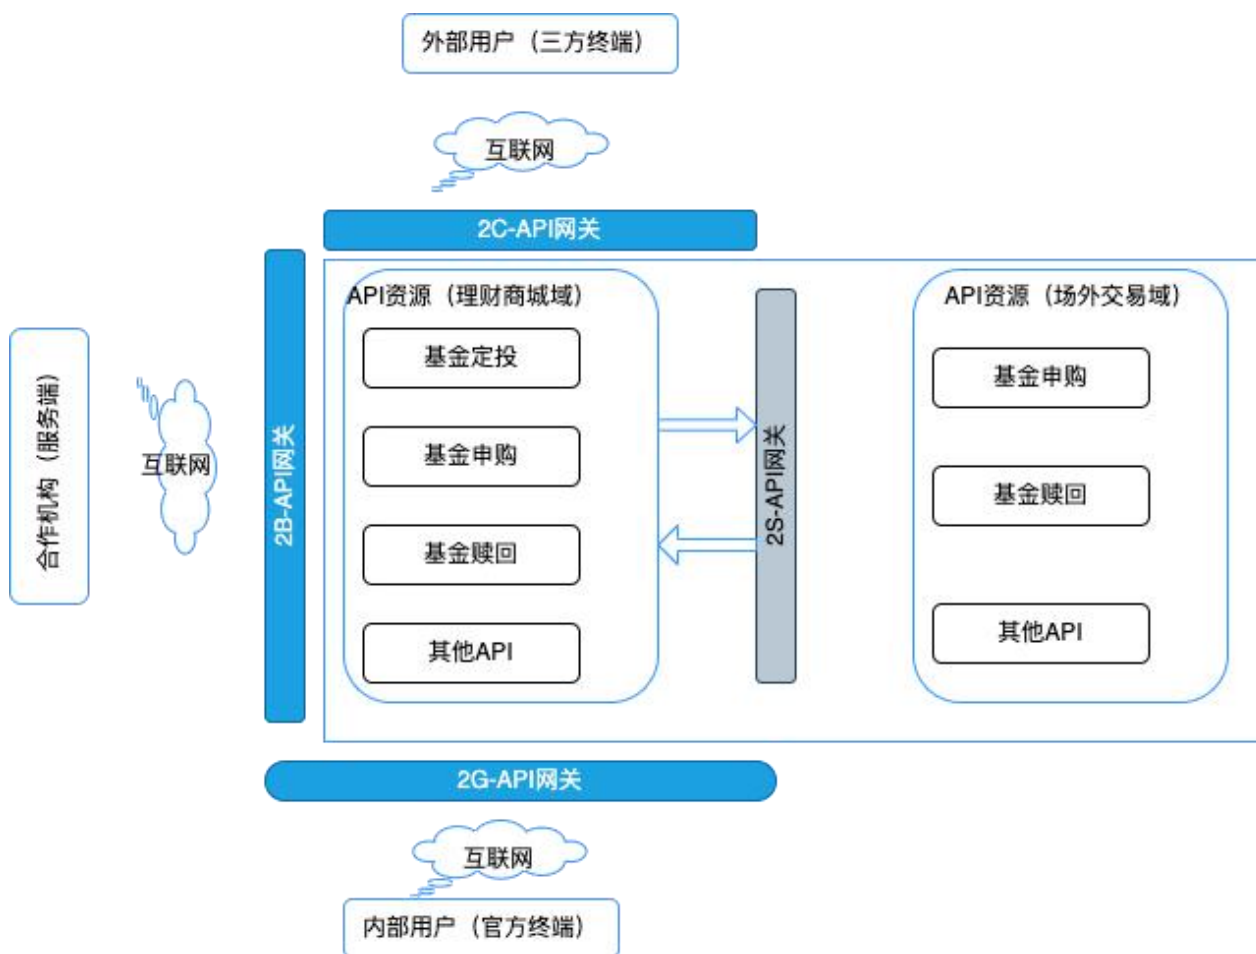 外部用户（三方终端）
互联网
2C-API网关
API资源（理财商城域）
API资源（场外交易域）
基金定投
基金申购
基金申购
基金赎回
基金赎回
其他API
其他API
合作机构（服务端）
互联网
2B-API网关
2S-API网关
2G-API网关
互联网
内部用户（官方终端）